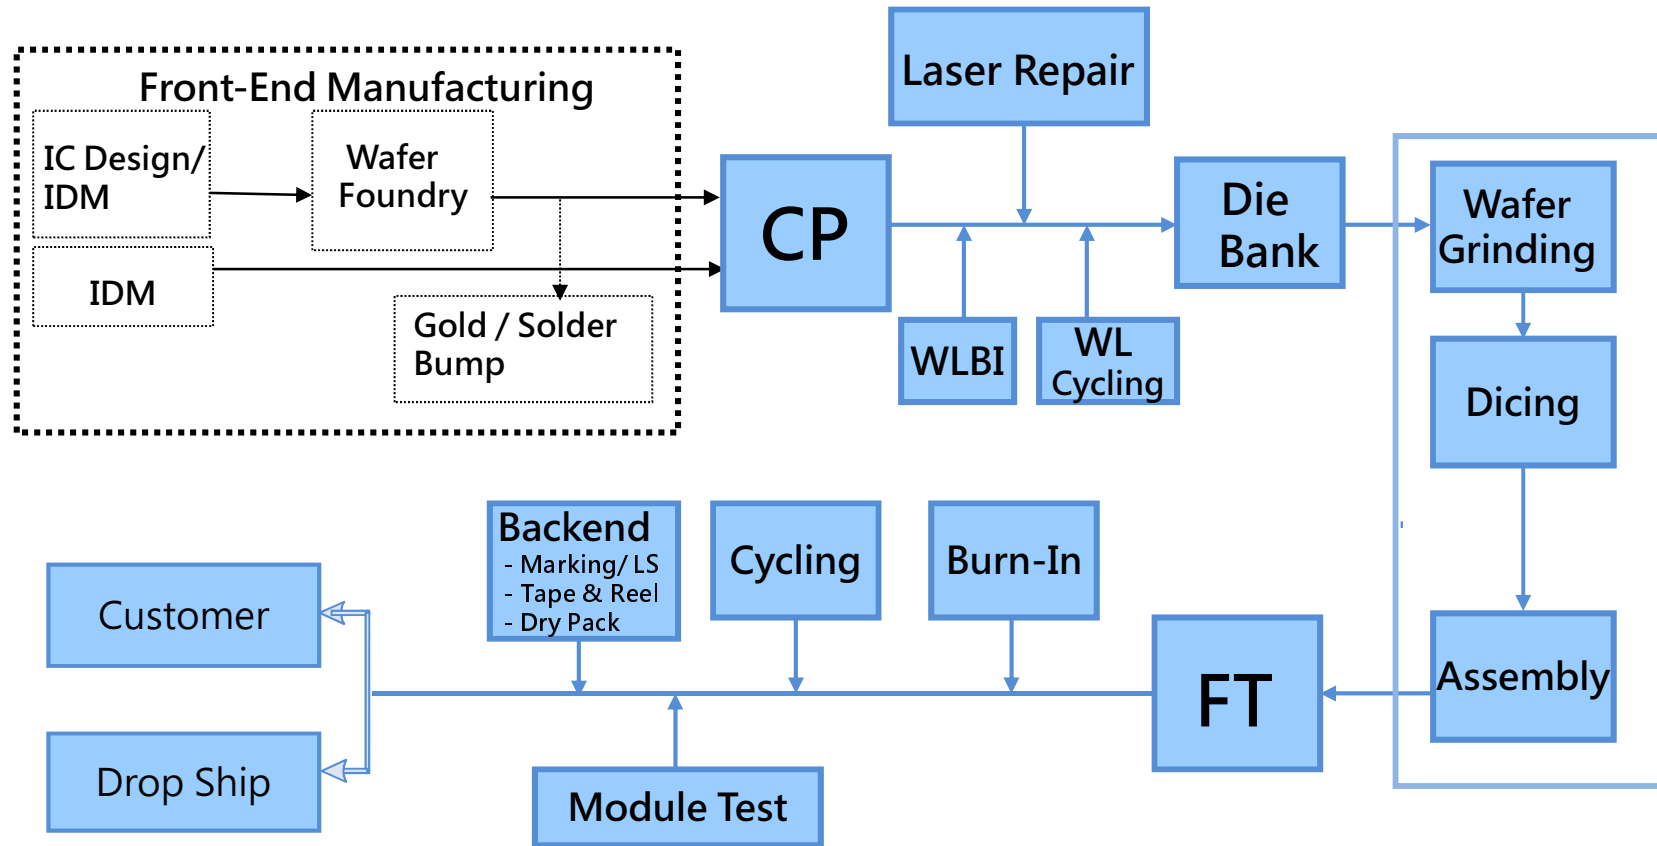 Front-End Manufacturing
IC Design/
IDM
Wafer
Foundry
IDM
Gold / Solder
Bump
CP
Laser Repair
WLBI
WL
Cycling
Die
Bank
Wafer
Grinding
Dicing
Assembly
FT
Burn-In
Cycling
Backend
- Marking/ LS
- Tape & Reel
- Dry Pack
Module Test
Customer
Drop Ship